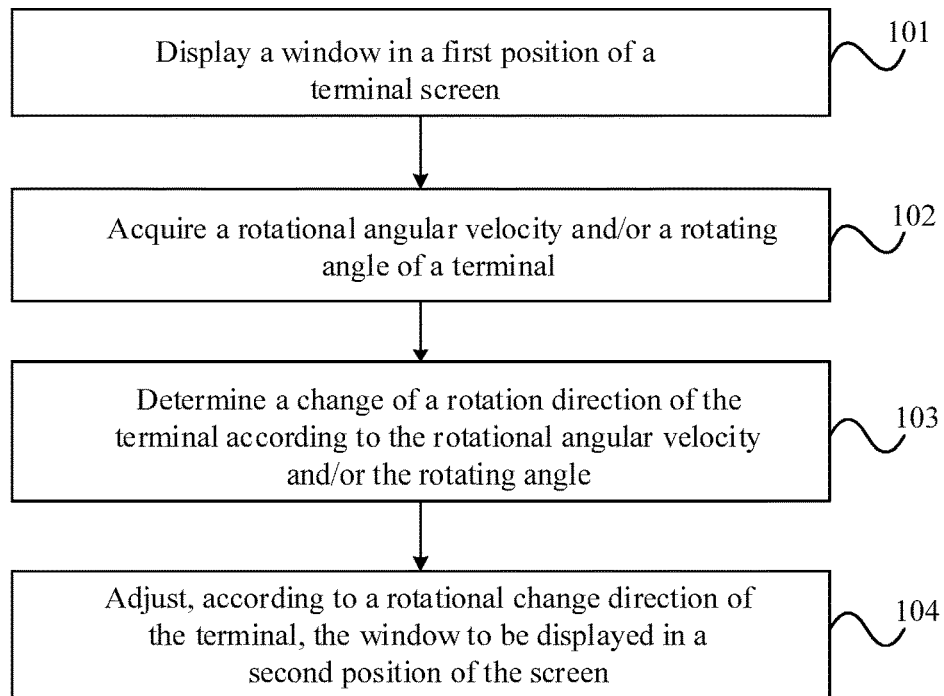 Display a window in a first position of a
terminal screen
101
Acquire a rotational angular velocity and/or a rotating
angle of a terminal
102
Determine a change of a rotation direction of the
terminal according to the rotational angular velocity
and/or the rotating angle
103
Adjust, according to a rotational change direction of
the terminal, the window to be displayed in a
second position of the screen
104